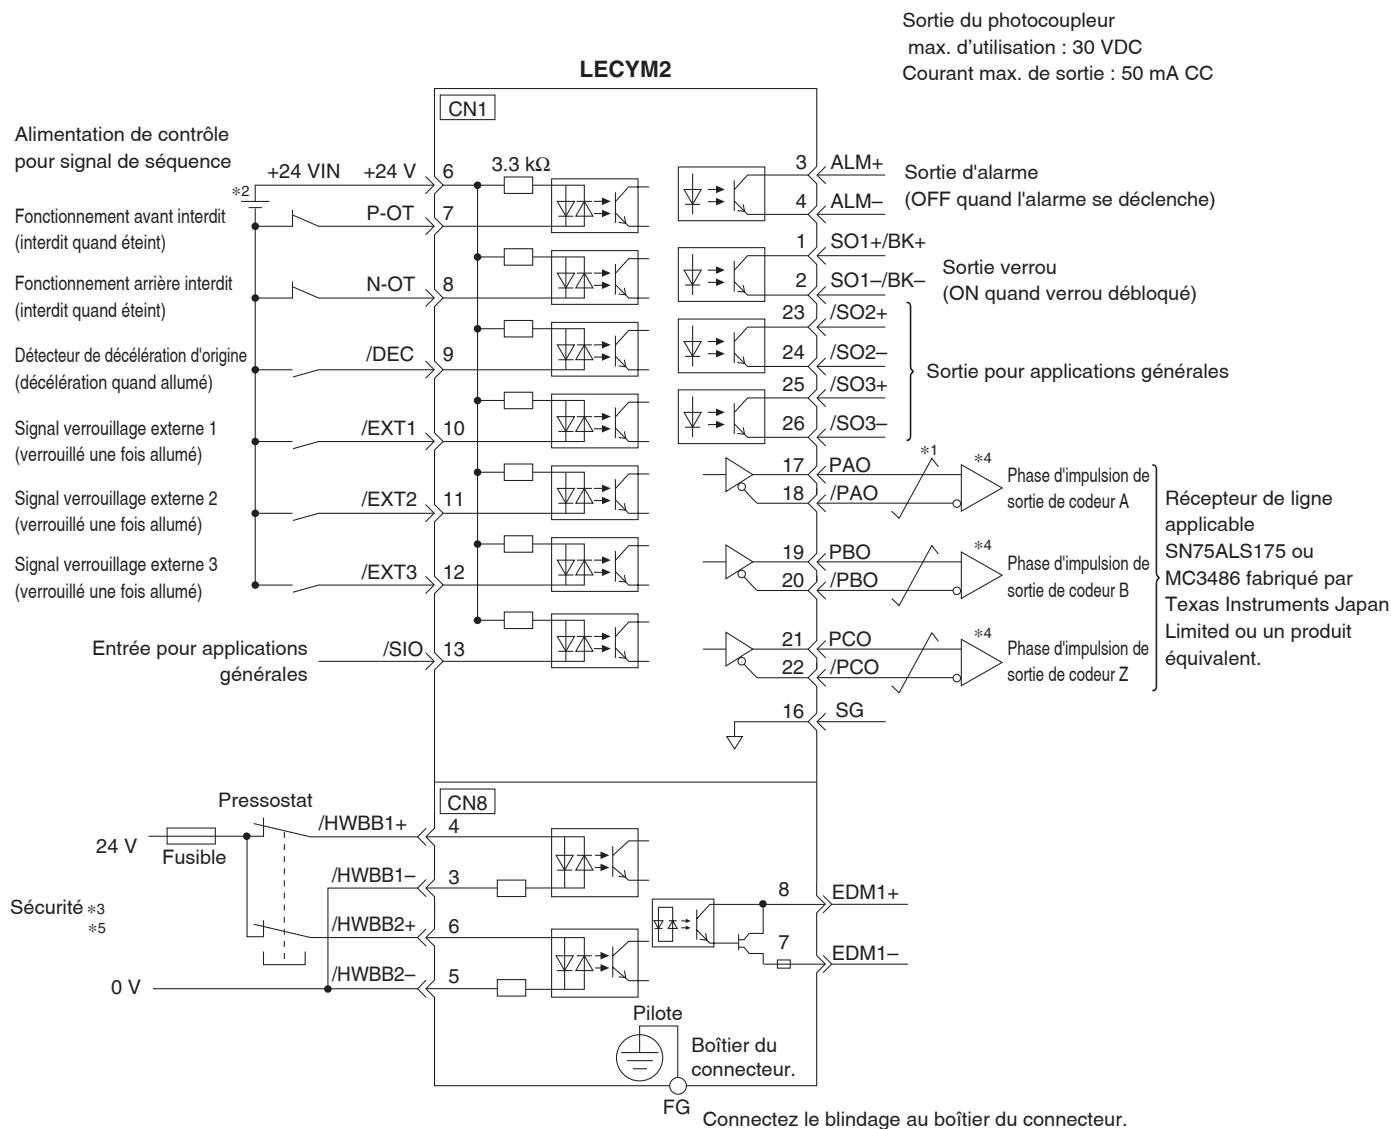 Sortie du photocoupleur
max. d'utilisation : 30 VDC
Courant max. de sortie : 50 mA CC
LECYM2
CN1
Alimentation de contrôle
pour signal de séquence
+24 VIN
+24 V
6
3.3 kΩ
*2
Fonctionnement avant interdit
(interdit quand éteint)
P-OT
7
Fonctionnement arrière interdit
(interdit quand éteint)
N-OT
8
Détecteur de décélération d'origine
(décélération quand allumé)
/DEC
9
Signal verrouillage externe 1
(verrouillé une fois allumé)
/EXT1
10
Signal verrouillage externe 2
(verrouillé une fois allumé)
/EXT2
11
Signal verrouillage externe 3
(verrouillé une fois allumé)
/EXT3
12
Entrée pour applications
générales
/SIO
13
3
ALM+
4
ALM–
Sortie d'alarme
(OFF quand l'alarme se déclenche)
1
SO1+/BK+
2
SO1–/BK–
Sortie verrou
(ON quand verrou débloqué)
23
/SO2+
24
/SO2–
25
/SO3+
26
/SO3–
Sortie pour applications générales
17
PAO
18
/PAO
*1
*4
Phase d'impulsion de
sortie de codeur A
19
PBO
20
/PBO
*4
Phase d'impulsion de
sortie de codeur B
21
PCO
22
/PCO
*4
Phase d'impulsion de
sortie de codeur Z
Récepteur de ligne
applicable
SN75ALS175 ou
MC3486 fabriqué par
Texas Instruments Japan
Limited ou un produit
équivalent.
16
SG
CN8
Pressostat
24 V
Fusible
/HWBB1+
4
/HWBB1–
3
Sécurité *3
*5
/HWBB2+
6
/HWBB2–
5
0 V
8
EDM1+
7
EDM1–
Pilote
Boîtier du
connecteur.
FG
Connectez le blindage au boîtier du connecteur.